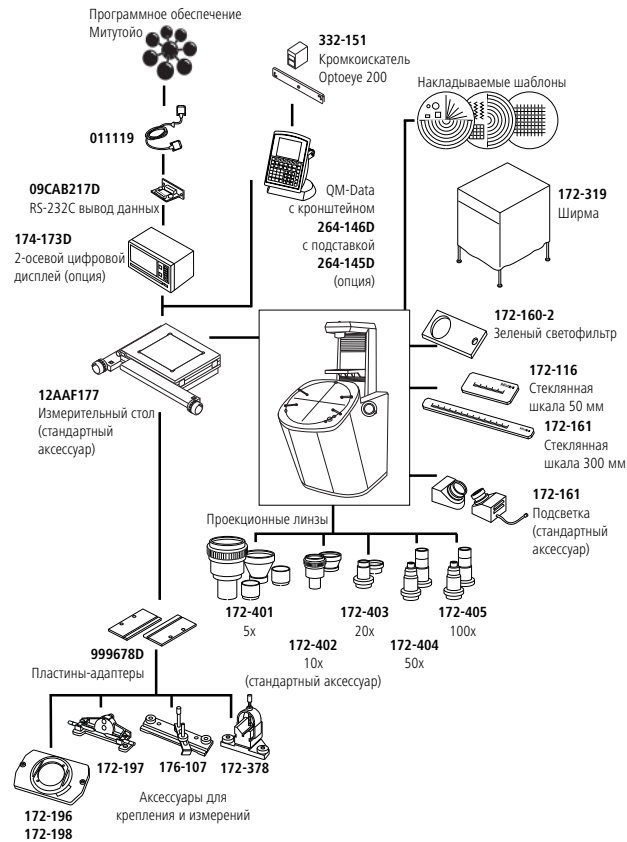 Программное обеспечение
Митутойо
332-151
Кромкоискатель
Optoeye 200
Накладываемые шаблоны
011119
09CAB217D
RS-232C вывод данных
QM-Data
с кронштейном
264-146D
с подставкой
264-145D
(опция)
172-319
Ширма
174-173D
2-осевой цифровой
дисплей (опция)
172-160-2
Зеленый светофильтр
172-116
Стеклянная
шкала 50 мм
12AAF177
Измерительный стол
(стандартный
аксессуар)
172-161
Стеклянная
шкала 300 мм
172-161
Подсветка
(стандартный
аксессуар)
Проекционные линзы
172-401
5x
172-403
20x
172-405
100x
172-402
10x
(стандартный аксессуар)
172-404
50x
999678D
Пластины-адаптеры
172-197
176-107
172-378
Аксессуары для
крепления и измерений
172-196
172-198